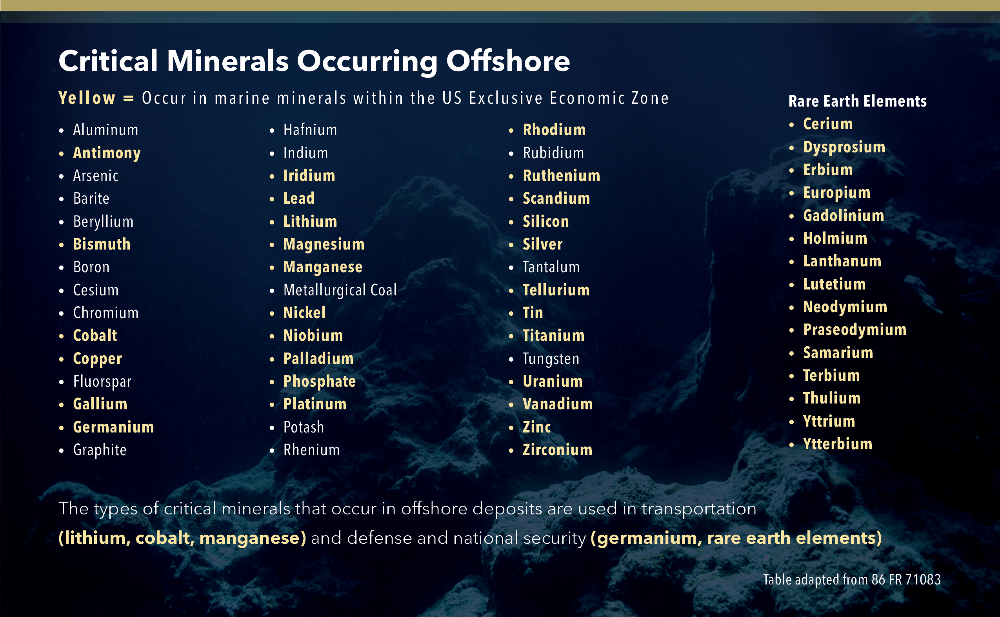 Critical Minerals Occurring Offshore
Yellow = Occur in marine minerals within the US Exclusive Economic Zone
• Aluminum
• Antimony
• Arsenic
• Barite
• Beryllium
• Bismuth
• Boron
• Cesium
• Chromium
• Cobalt
• Copper
• Fluorspar
• Gallium
• Germanium
• Graphite
• Hafnium
• Indium
• Iridium
• Lead
• Lithium
• Magnesium
• Manganese
• Metallurgical Coal
• Nickel
• Niobium
• Palladium
• Phosphate
• Platinum
• Potash
• Rhenium
• Rhodium
• Rubidium
• Ruthenium
• Scandium
• Silicon
• Silver
• Tantalum
• Tellurium
• Tin
• Titanium
• Tungsten
• Uranium
• Vanadium
• Zinc
• Zirconium
Rare Earth Elements
• Cerium
• Dysprosium
• Erbium
• Europium
• Gadolinium
• Holmium
• Lanthanum
• Lutetium
• Neodymium
• Praseodymium
• Samarium
• Terbium
• Thulium
• Yttrium
• Ytterbium
The types of critical minerals that occur in offshore deposits are used in transportation
(lithium, cobalt, manganese) and defense and national security (germanium, rare earth elements)
Table adapted from 86 FR 71083